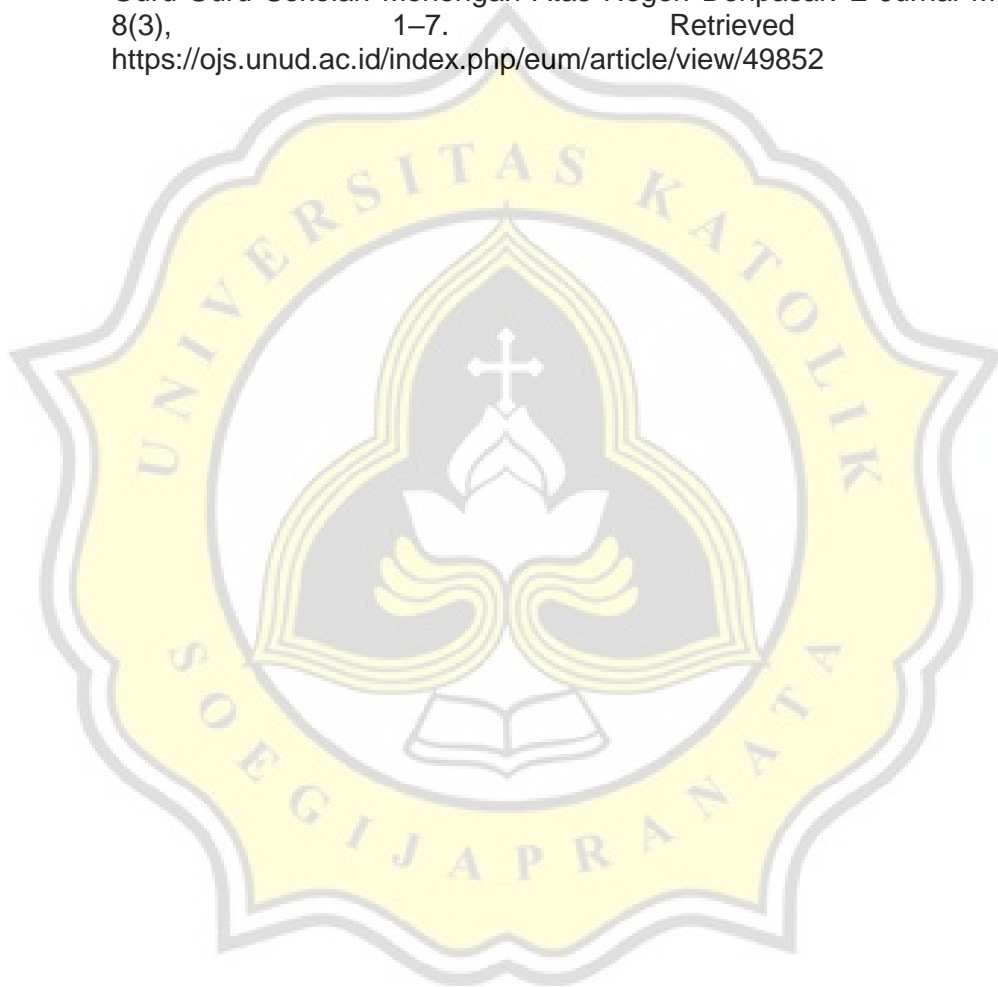 8(3), 1–7. Retrieved
https://ojs.unud.ac.id/index.php/eum/article/view/49852
UNIVERSITAS KATOLIK
SOEGIJAPRANATA